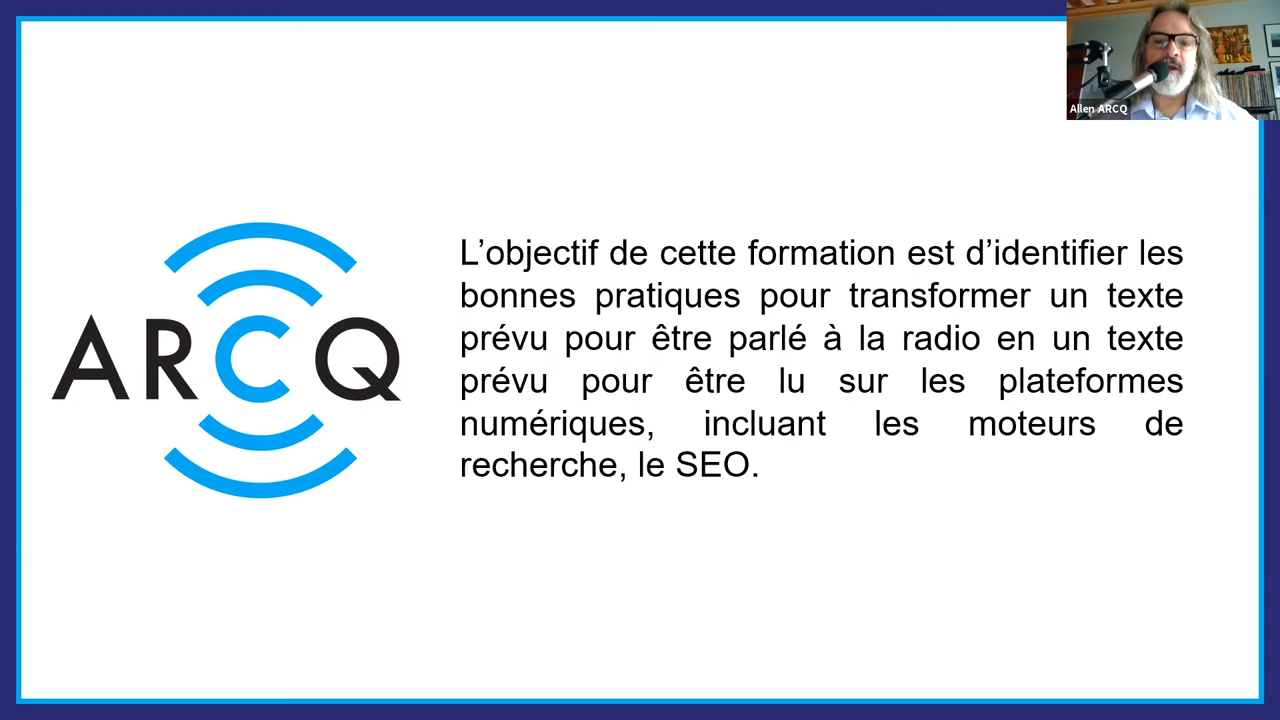 Allen ARCQ
ARCQ
L’objectif de cette formation est d’identifier les
bonnes pratiques pour transformer un texte
prévu pour être parlé à la radio en un texte
prévu pour être lu sur les plateformes
numériques, incluant les moteurs de
recherche, le SEO.